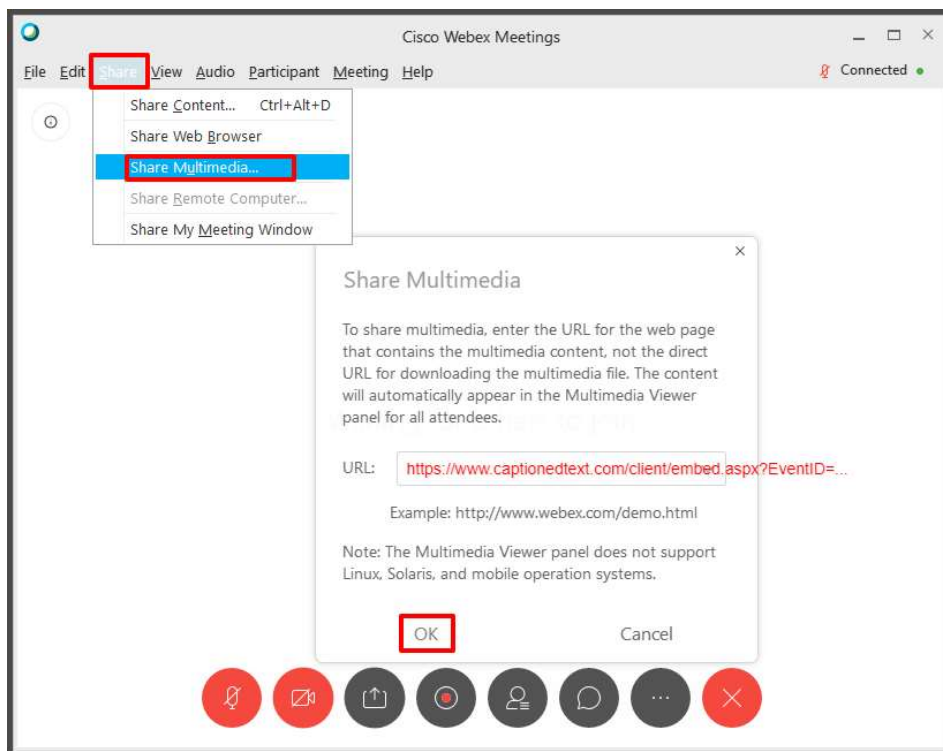 Cisco Webex Meetings
File Edit Share View Audio Participant Meeting Help Connected
Share Content... Ctrl+Alt+D
Share Web Browser
Share Multimedia...
Share Remote Computer...
Share My Meeting Window
Share Multimedia
To share multimedia, enter the URL for the web page
that contains the multimedia content, not the direct
URL for downloading the multimedia file. The content
will automatically appear in the Multimedia Viewer
panel for all attendees.
URL: https://www.captionedtext.com/client/embed.aspx?EventID=...
Example: http://www.webex.com/demo.html
Note: The Multimedia Viewer panel does not support
Linux, Solaris, and mobile operation systems.
OK Cancel